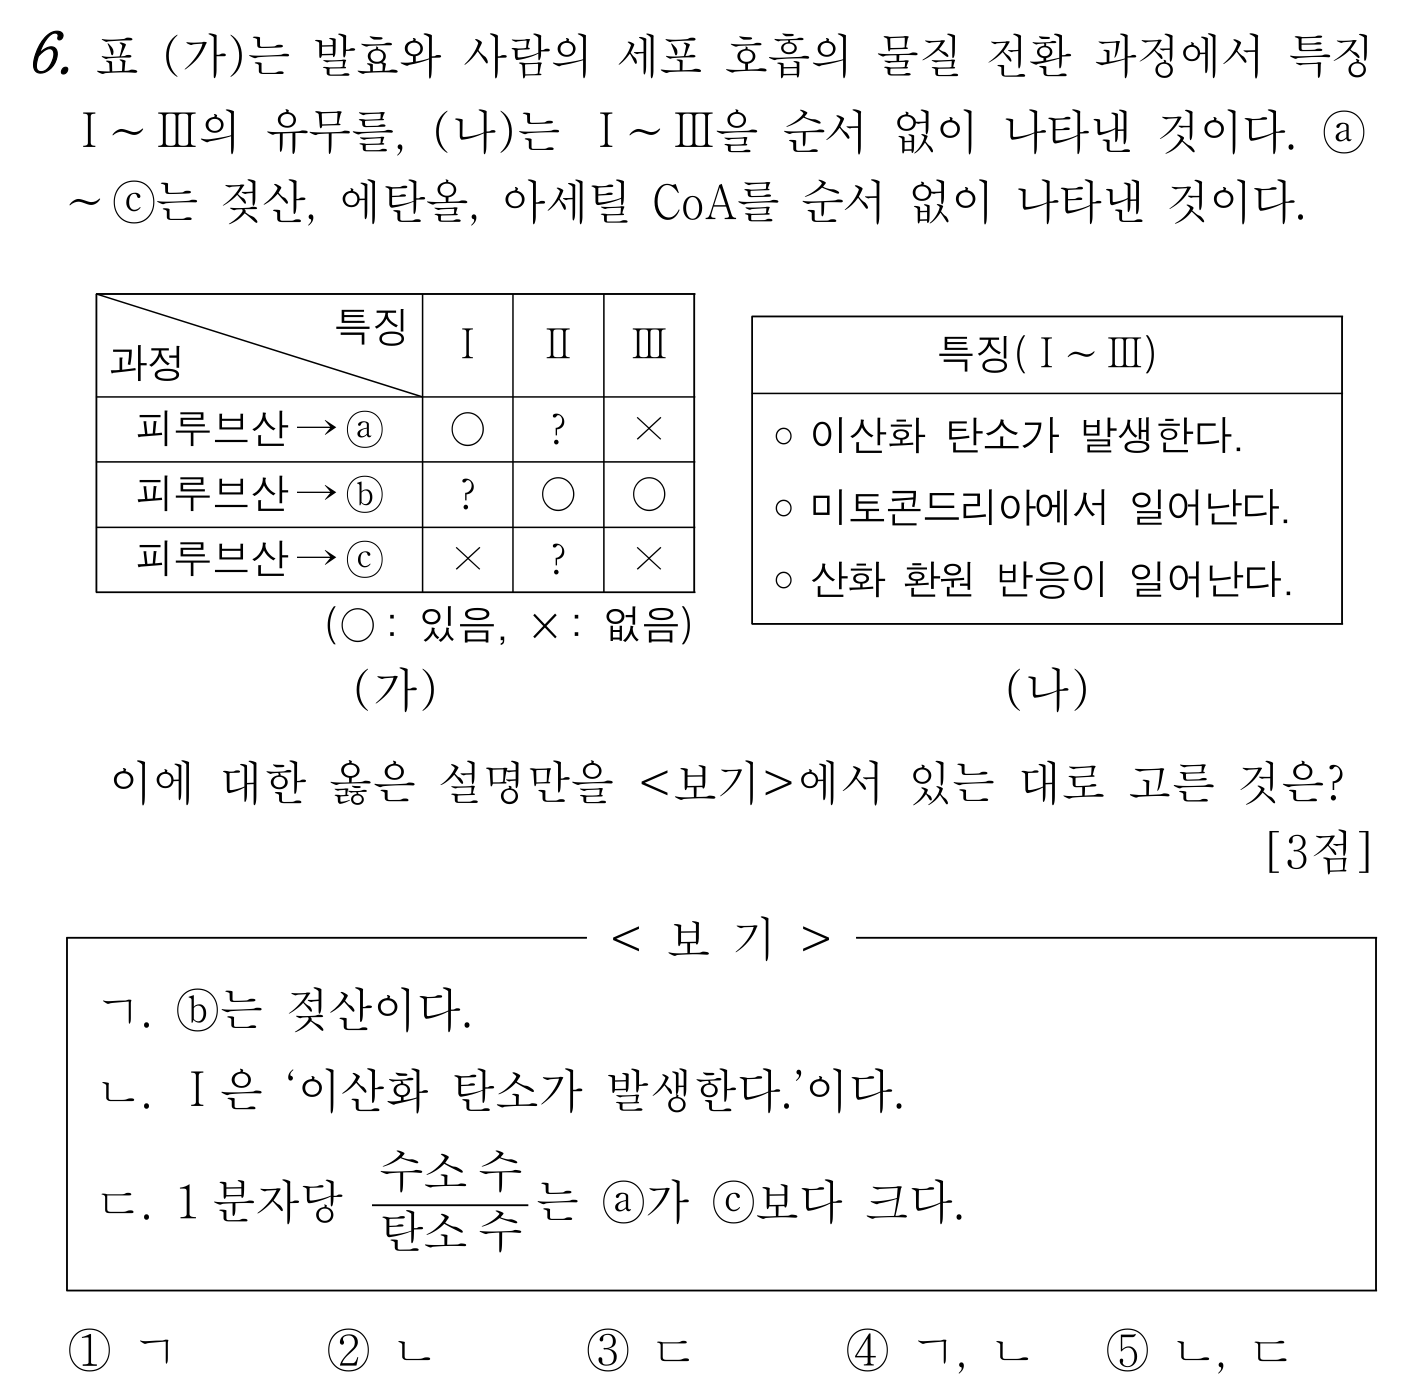 6. 표 (가)는 발효와 사람의 세포 호흡의 물질 전환 과정에서 특징
Ⅰ~Ⅲ의 유무를, (나)는 Ⅰ~Ⅲ을 순서 없이 나타낸 것이다. ⓐ
~ⓒ는 젖산, 에탄올, 아세틸 CoA를 순서 없이 나타낸 것이다.
특징 과정 Ⅰ Ⅱ Ⅲ
피루브산→ⓐ ○ ? ×
피루브산→ⓑ ? ○ ○
피루브산→ⓒ × ? ×
(○: 있음, ×: 없음)
(가)
특징(Ⅰ~Ⅲ)
○ 이산화 탄소가 발생한다.
○ 미토콘드리아에서 일어난다.
○ 산화 환원 반응이 일어난다.
(나)
이에 대한 옳은 설명만을 <보기>에서 있는 대로 고른 것은?
[3점]
< 보 기 >
ㄱ. ⓑ는 젖산이다.
ㄴ. Ⅰ은 ‘이산화 탄소가 발생한다.’이다.
ㄷ. 1분자당 수소 수/탄소 수는 ⓐ가 ⓒ보다 크다.
① ㄱ ② ㄴ ③ ㄷ ④ ㄱ, ㄴ ⑤ ㄴ, ㄷ